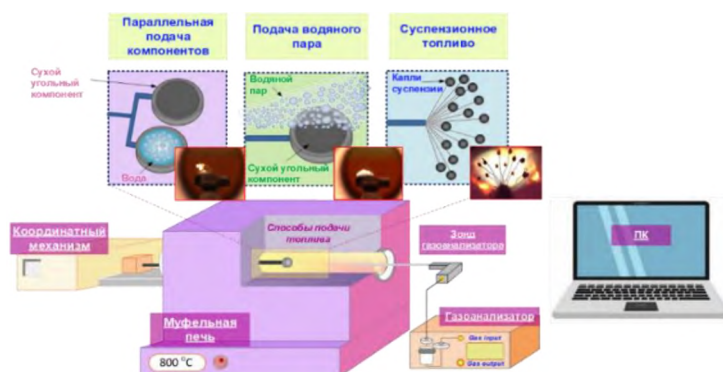 Параллельная
подача
компонентов
Подача водяного
пара
Суспензионное
топливо
Сухой
угольный
компонент
Вода
Водяной
пар
Сухой угольный
компонент
Капли
суспензии
Координатный
механизм
Способы подачи
топлива
Зонд
газоанализатора
ПК
Муфельная
печь
800 °C
Газоанализатор
Gas input
Gas output